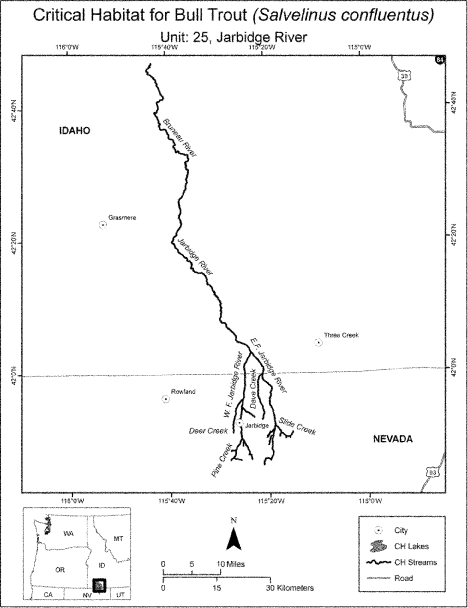 Critical Habitat for Bull Trout (Salvelinus confluentus)
Unit: 25, Jarbidge River
116°0'W 115°40'W 115°20'W 115°0'W
84
30
42°40'N 42°40'N
IDAHO
Bruneau River
Grasmere
42°20'N 42°20'N
Jarbidge River
Three Creek
E.F. Jarbidge River
42°0'N 42°0'N
W. F. Jarbidge River
Dave Creek
Rowland
Deer Creek
Jarbidge
Slide Creek
NEVADA
Pine Creek
93
116°0'W 115°40'W 115°20'W 115°0'W
WA
MT
OR
ID
CA NV UT
N
0 5 10 Miles
0 15 30 Kilometers
City
CH Lakes
CH Streams
Road